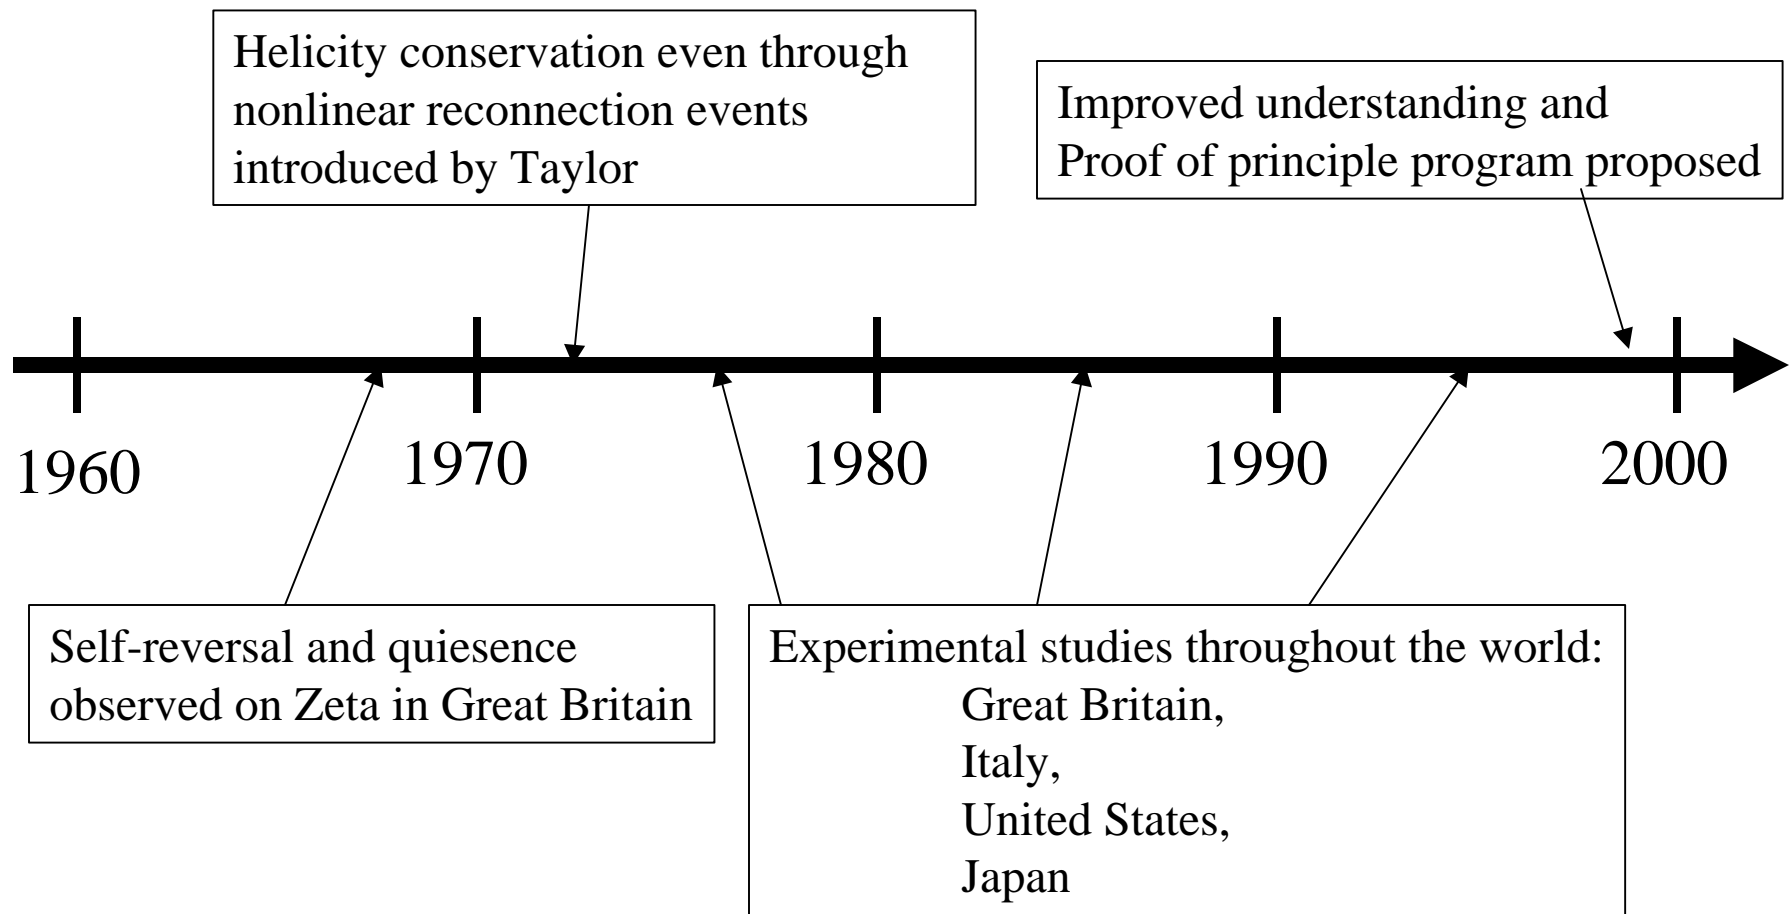 Helicity conservation even through
nonlinear reconnection events
introduced by Taylor
Improved understanding and
Proof of principle program proposed
1960
1970
1980
1990
2000
Self-reversal and quiesence
observed on Zeta in Great Britain
Experimental studies throughout the world:
Great Britain,
Italy,
United States,
Japan